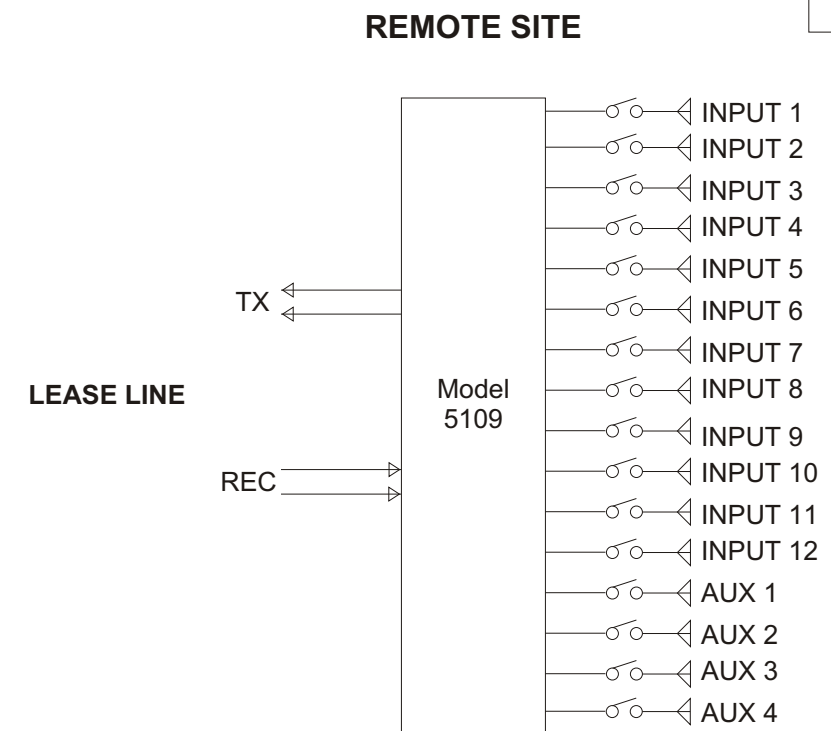 REMOTE SITE
INPUT 1
INPUT 2
INPUT 3
INPUT 4
INPUT 5
TX
INPUT 6
INPUT 7
LEASE LINE
Model
5109
INPUT 8
INPUT 9
REC
INPUT 10
INPUT 11
INPUT 12
AUX 1
AUX 2
AUX 3
AUX 4